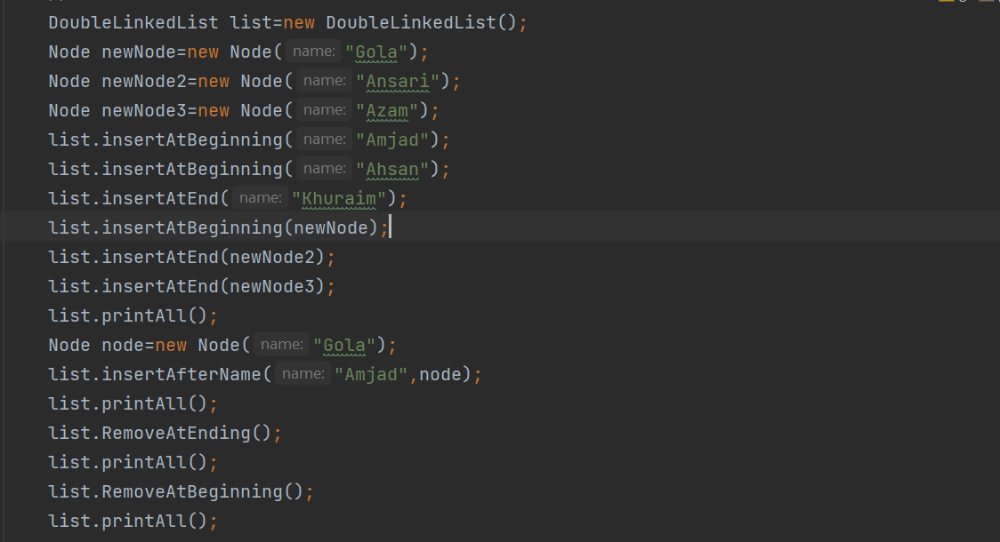 DoubleLinkedList list=new DoubleLinkedList();
Node newNode=new Node( name: "Gola");
Node newNode2=new Node( name: "Ansari");
Node newNode3=new Node( name: "Azam");
list.insertAtBeginning( name: "Amjad");
list.insertAtBeginning( name: "Ahsan");
list.insertAtEnd( name: "Khuraim");
list.insertAtBeginning(newNode);
list.insertAtEnd(newNode2);
list.insertAtEnd(newNode3);
list.printAll();
Node node=new Node( name: "Gola");
list.insertAfterName( name: "Amjad",node);
list.printAll();
list.RemoveAtEnding();
list.printAll();
list.RemoveAtBeginning();
list.printAll();